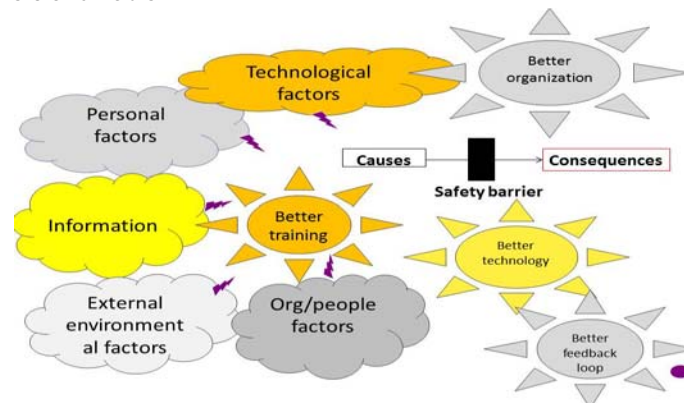 Technological
factors
Better
organization
Personal
factors
Causes
Consequences
Safety barrier
Information
Better
training
Better
technology
External
environment
al factors
Org/people
factors
Better
feedback
loop